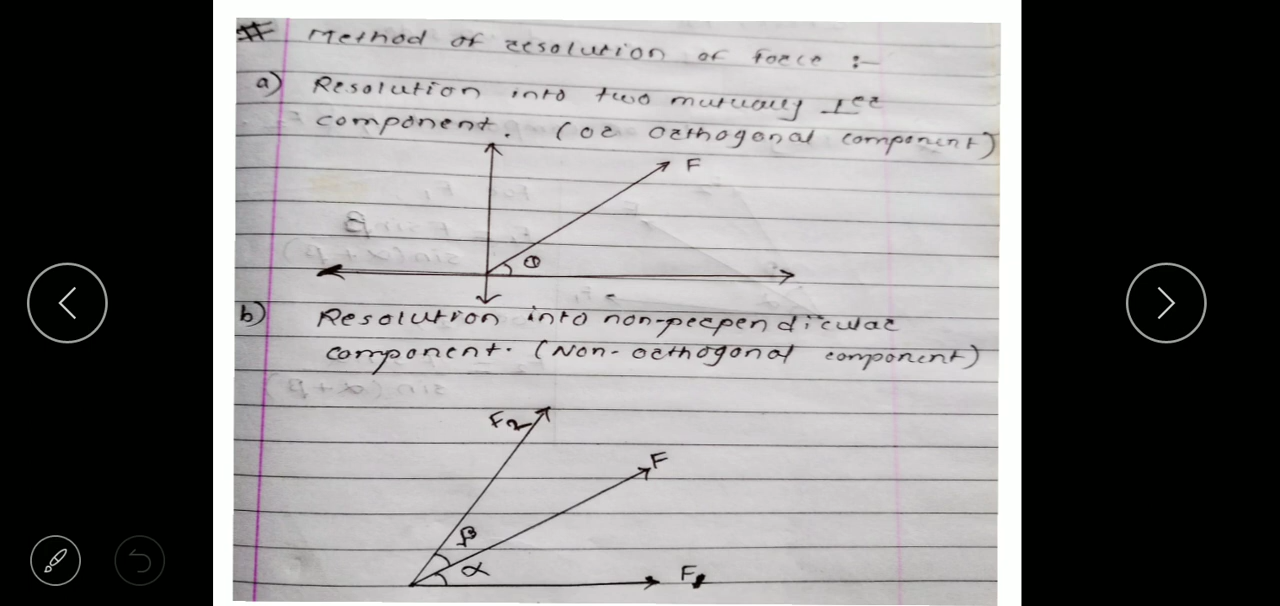 # Method of resolution of force :-
a) Resolution into two mutually ⊥er
component. (or orthogonal component)
F
θ
b) Resolution into non-perpendicular
component. (Non-orthogonal component)
F2
F
β
α